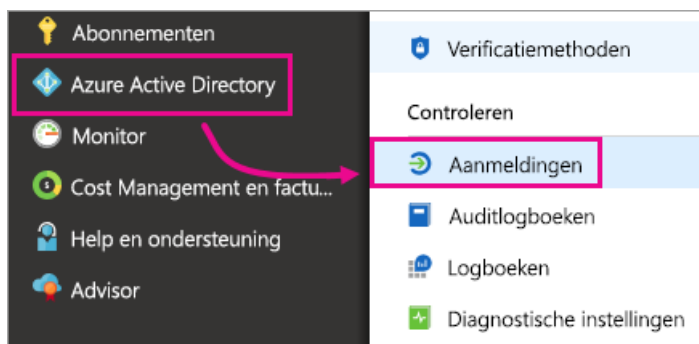 Abonnementen
Azure Active Directory
Monitor
Cost Management en factu...
Help en ondersteuning
Advisor
Verificatiemethoden
Controleren
Aanmeldingen
Auditlogboeken
Logboeken
Diagnostische instellingen